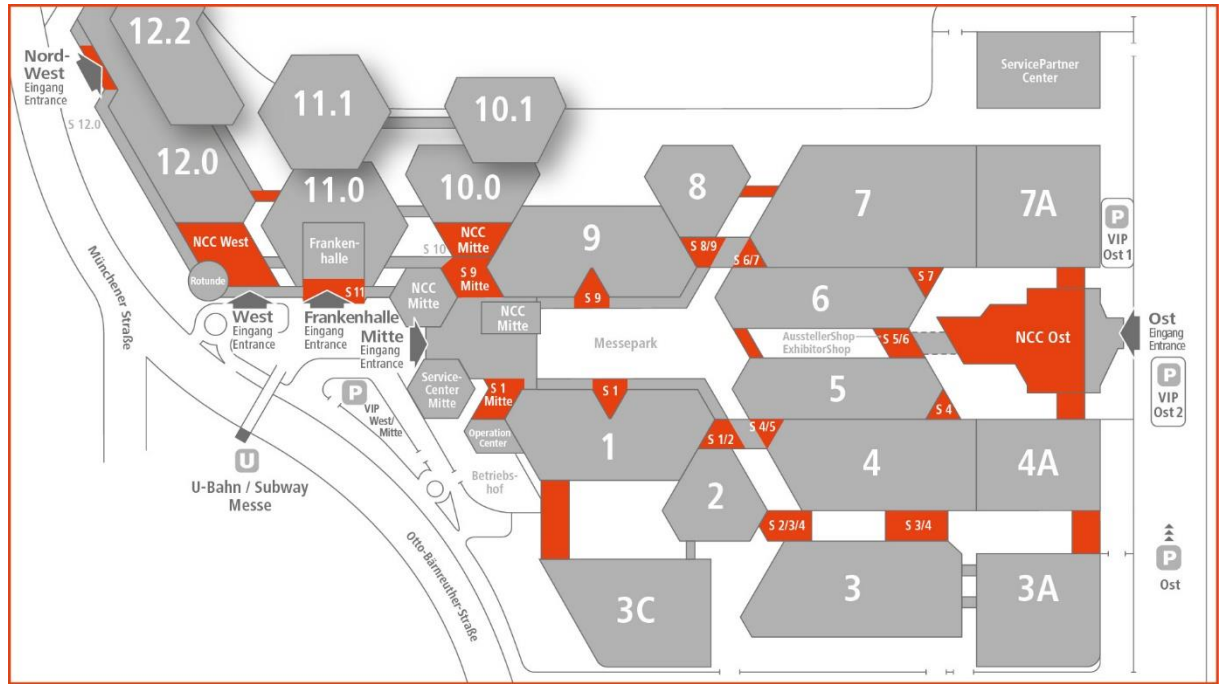 12.2
Nord-
West
Eingang
Entrance
S 12.0
12.0
11.1
10.1
11.0
10.0
NCC West
Franken-
halle
S 10
NCC
Mitte
S 9
Mitte
Rotunde
S 11
NCC
Mitte
NCC
Mitte
West
Eingang
(Entrance
Frankenhalle
Eingang
Entrance
Mitte
Eingang
Entrance
Münchener Straße
8
9
S 8/9
S 6/7
S 9
7
7A
ServicePartner
Center
P
VIP
Ost 1
6
S 7
Messepark
AusstellerShop
ExhibitorShop
S 5/6
NCC Ost
Ost
Eingang
Entrance
P
VIP
Ost 2
5
S 4
Service-
Center
Mitte
S 1
Mitte
S 1
P
VIP
West/
Mitte
Operation
Center
1
S 1/2
S 4/5
4
4A
U
U-Bahn / Subway
Messe
Betriebs-
hof
2
S 2/3/4
S 3/4
Otto-Bärnreuther-Straße
3C
3
3A
P
Ost